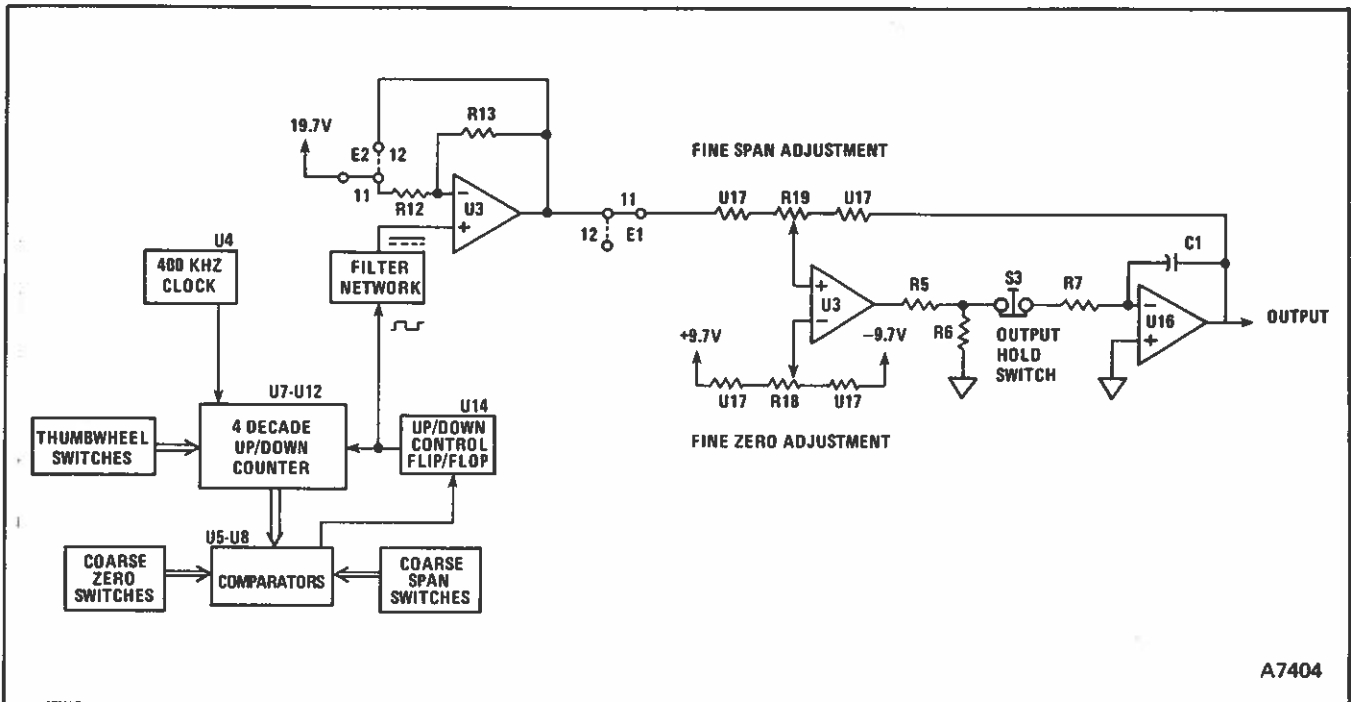 19.7V
E2
12
11
R13
R12
U3
FINE SPAN ADJUSTMENT
11
12
E1
U17
R19
U17
C1
U4
400 KHZ
CLOCK
FILTER
NETWORK
U3
R5
S3
R7
R6
OUTPUT
HOLD
SWITCH
U16
OUTPUT
+9.7V
−9.7V
U17
R18
U17
FINE ZERO ADJUSTMENT
U7-U12
U14
THUMBWHEEL
SWITCHES
4 DECADE
UP/DOWN
COUNTER
UP/DOWN
CONTROL
FLIP/FLOP
U5-U8
COARSE
ZERO
SWITCHES
COMPARATORS
COARSE
SPAN
SWITCHES
A7404